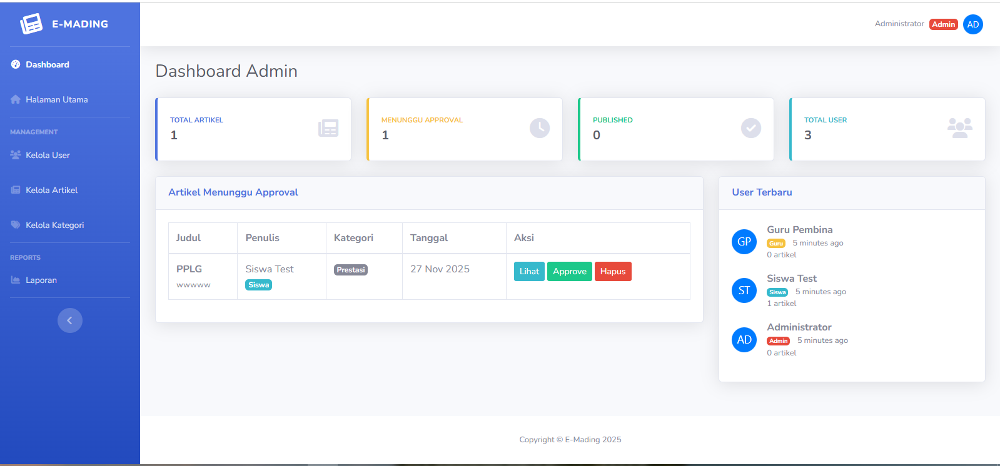 E-MADING
Administrator Admin AD
Dashboard
Halaman Utama
MANAGEMENT
Kelola User
Kelola Artikel
Kelola Kategori
REPORTS
Laporan
Dashboard Admin
TOTAL ARTIKEL
1
MENUNGGU APPROVAL
1
PUBLISHED
0
TOTAL USER
3
Artikel Menunggu Approval
Judul Penulis Kategori Tanggal Aksi
PPLG Siswa Test Prestasi 27 Nov 2025 Lihat Approve Hapus
wwwww Siswa
User Terbaru
GP
Guru Pembina
Guru 5 minutes ago
0 artikel
ST
Siswa Test
Siswa 5 minutes ago
1 artikel
AD
Administrator
Admin 5 minutes ago
0 artikel
Copyright © E-Mading 2025